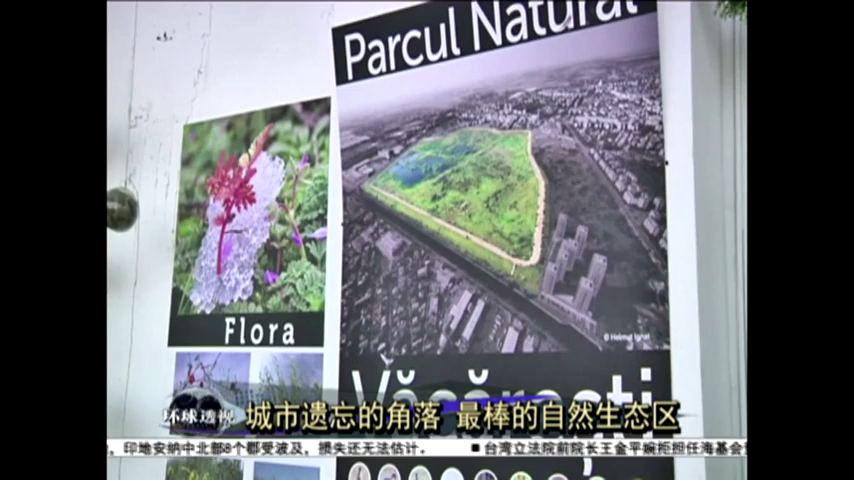 Parcul Natural
Flora
© Helmut Ignat
Văcărești
环球透视
城市遗忘的角落 最棒的自然生态区
印地安纳中北部8个郡受波及，损失还无法估计。 ■台湾立法院前院长王金平婉拒担任海基会